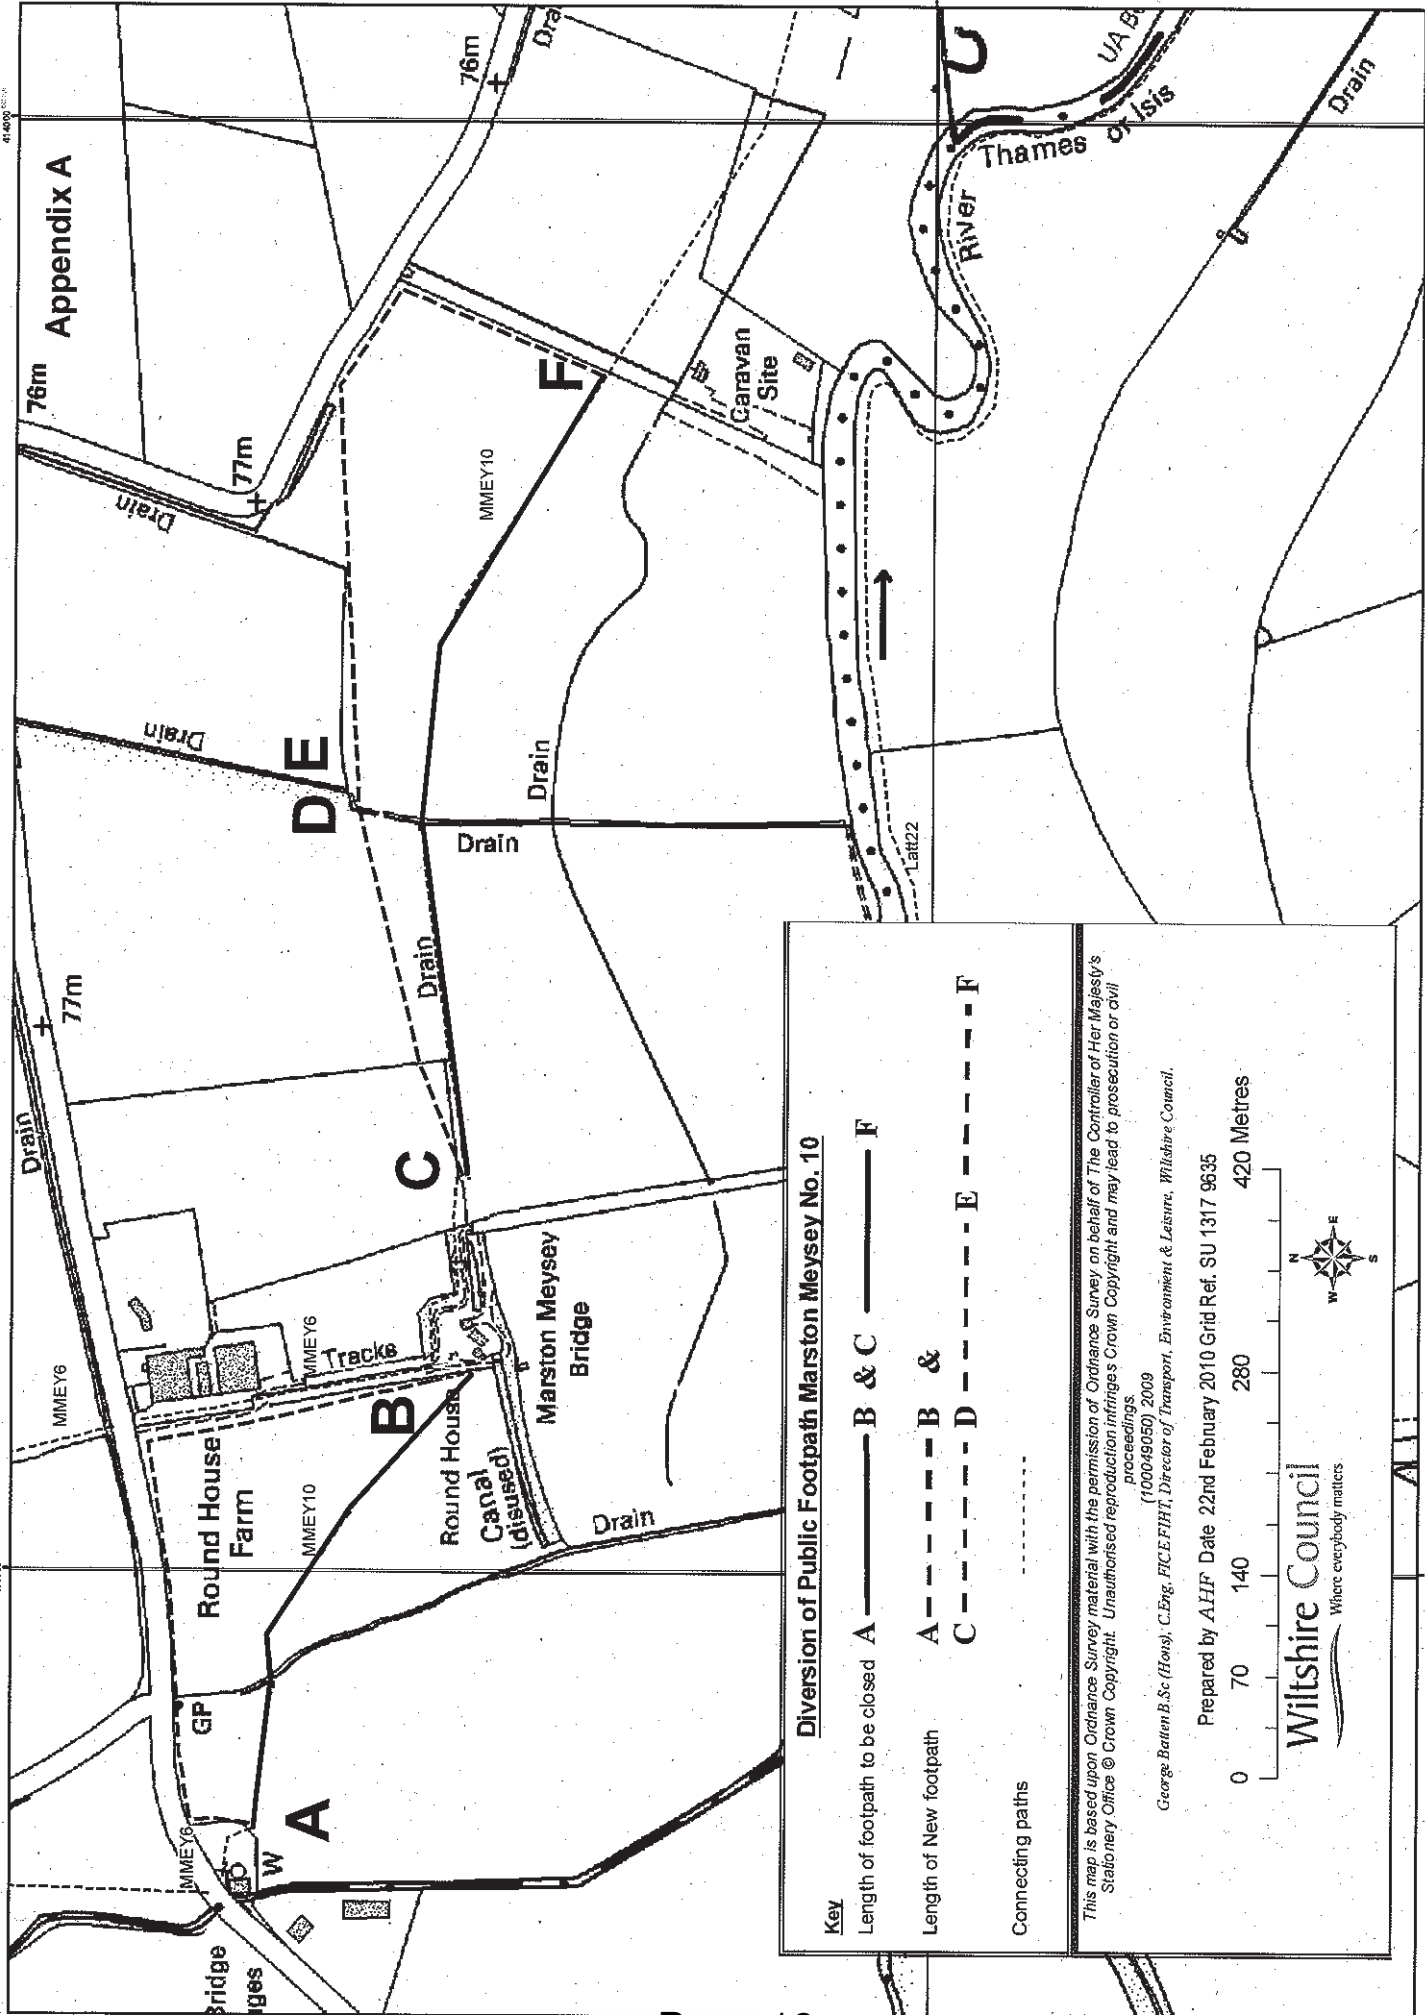 Appendix A
414000
76m
76m
Drain
77m
Drain
77m
Drain
Drain
MMEY6
MMEY6
MMEY6
Bridge
GP
W
A
Round House
Farm
MMEY10
Tracks
B
Round House
Canal
(disused)
Drain
Marston Meysey
Bridge
C
Drain
D
E
Drain
Drain
MMEY10
F
Caravan
Site
Latt22
River
Thames
or Isis
UA B
Drain
Key
Diversion of Public Footpath Marston Meysey No. 10
Length of footpath to be closed A B & C F
Length of New footpath A B &
C D E F
Connecting paths
This map is based upon Ordnance Survey material with the permission of Ordnance Survey on behalf of The Controller of Her Majesty's
Stationery Office © Crown Copyright. Unauthorised reproduction infringes Crown Copyright and may lead to prosecution or civil
proceedings.
(100049050) 2009
George Batten B.Sc (Hons), C.Eng, FICE FIHT, Director of Transport, Environment & Leisure, Wiltshire Council.
Prepared by AHF Date 22nd February 2010 Grid Ref. SU 1317 9635
0 70 140 280 420 Metres
Wiltshire Council
Where everybody matters
N
W E
S